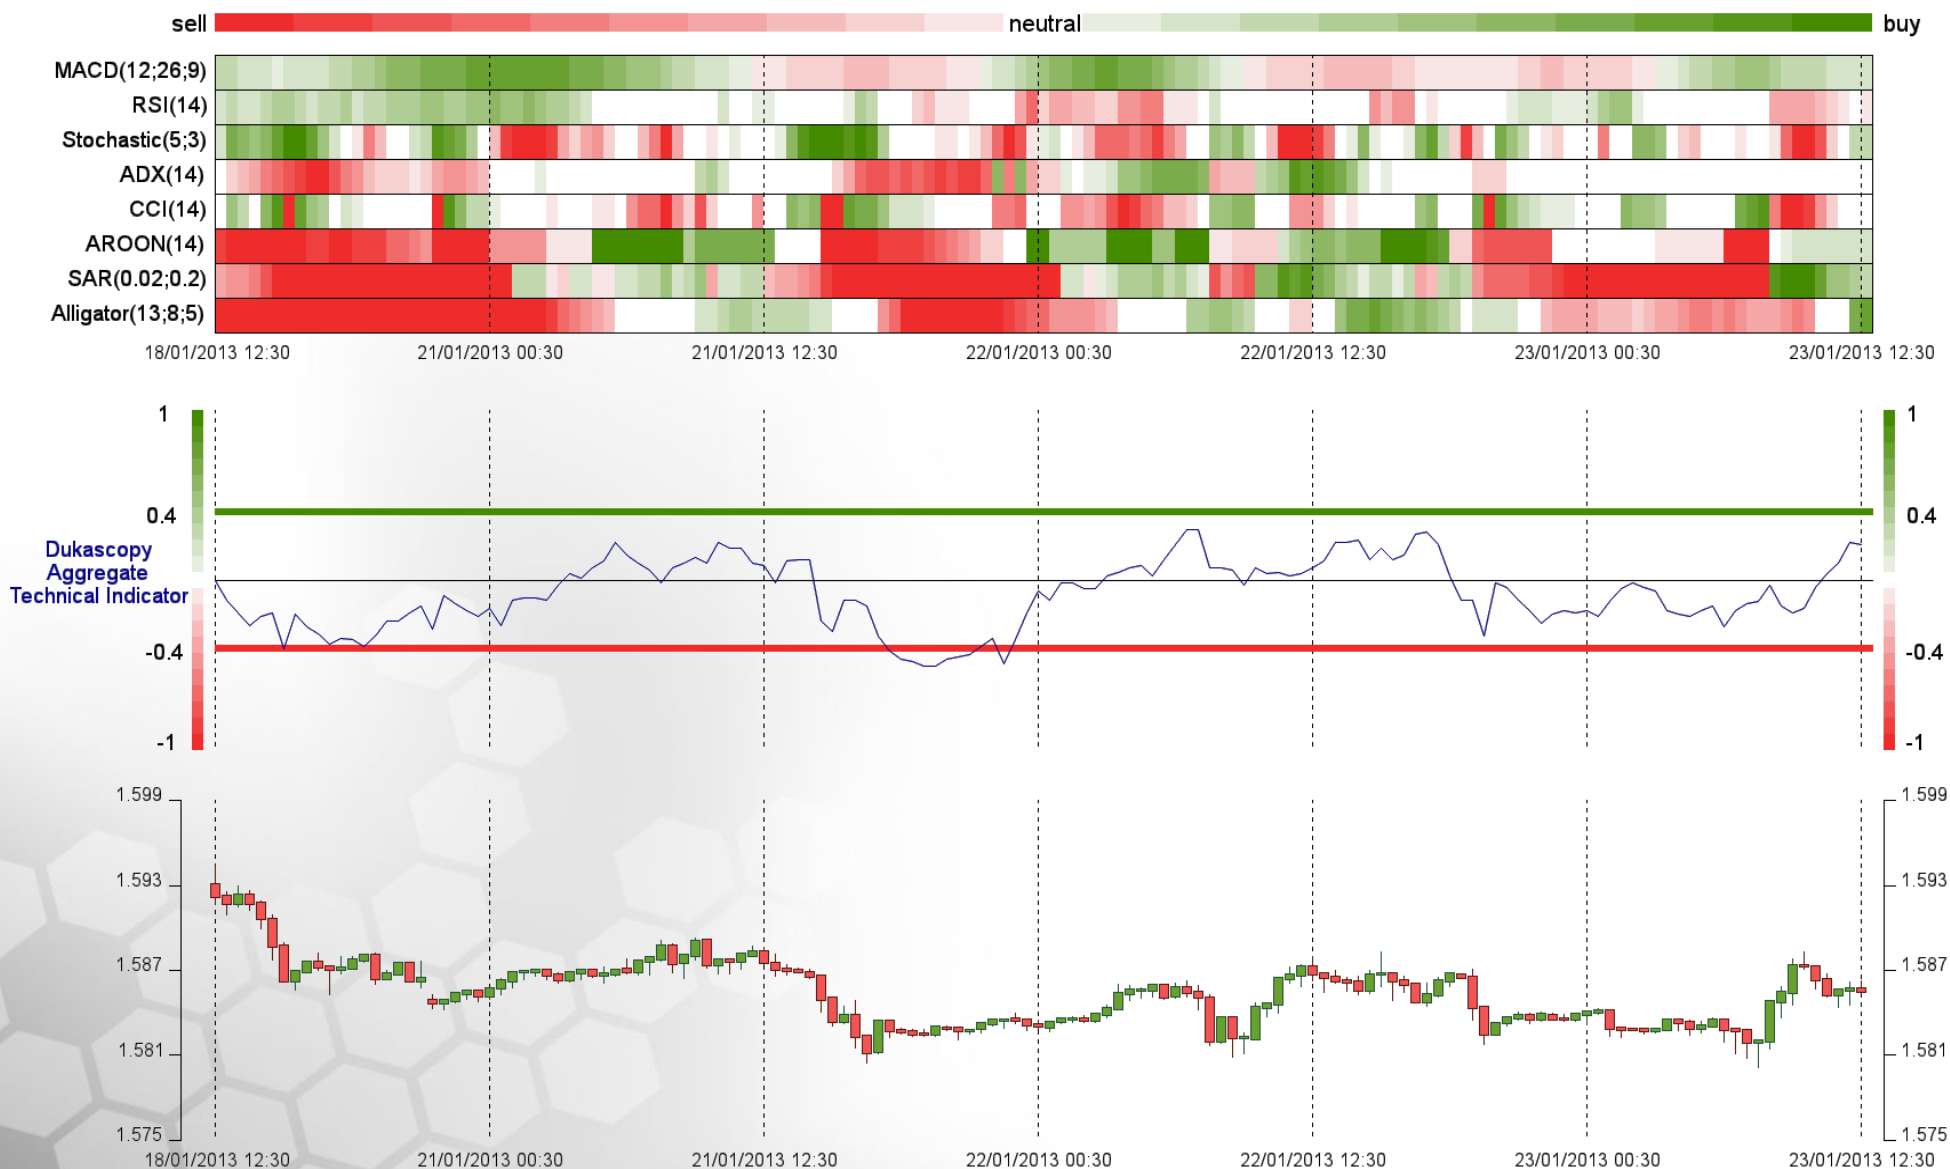 sell neutral buy
MACD(12;26;9)
RSI(14)
Stochastic(5;3)
ADX(14)
CCI(14)
AROON(14)
SAR(0.02;0.2)
Alligator(13;8;5)
18/01/2013 12:30 21/01/2013 00:30 21/01/2013 12:30 22/01/2013 00:30 22/01/2013 12:30 23/01/2013 00:30 23/01/2013 12:30
1 1
0.4 0.4
Dukascopy
Aggregate
Technical Indicator
-0.4 -0.4
-1 -1
1.599 1.599
1.593 1.593
1.587 1.587
1.581 1.581
1.575 1.575
18/01/2013 12:30 21/01/2013 00:30 21/01/2013 12:30 22/01/2013 00:30 22/01/2013 12:30 23/01/2013 00:30 23/01/2013 12:30